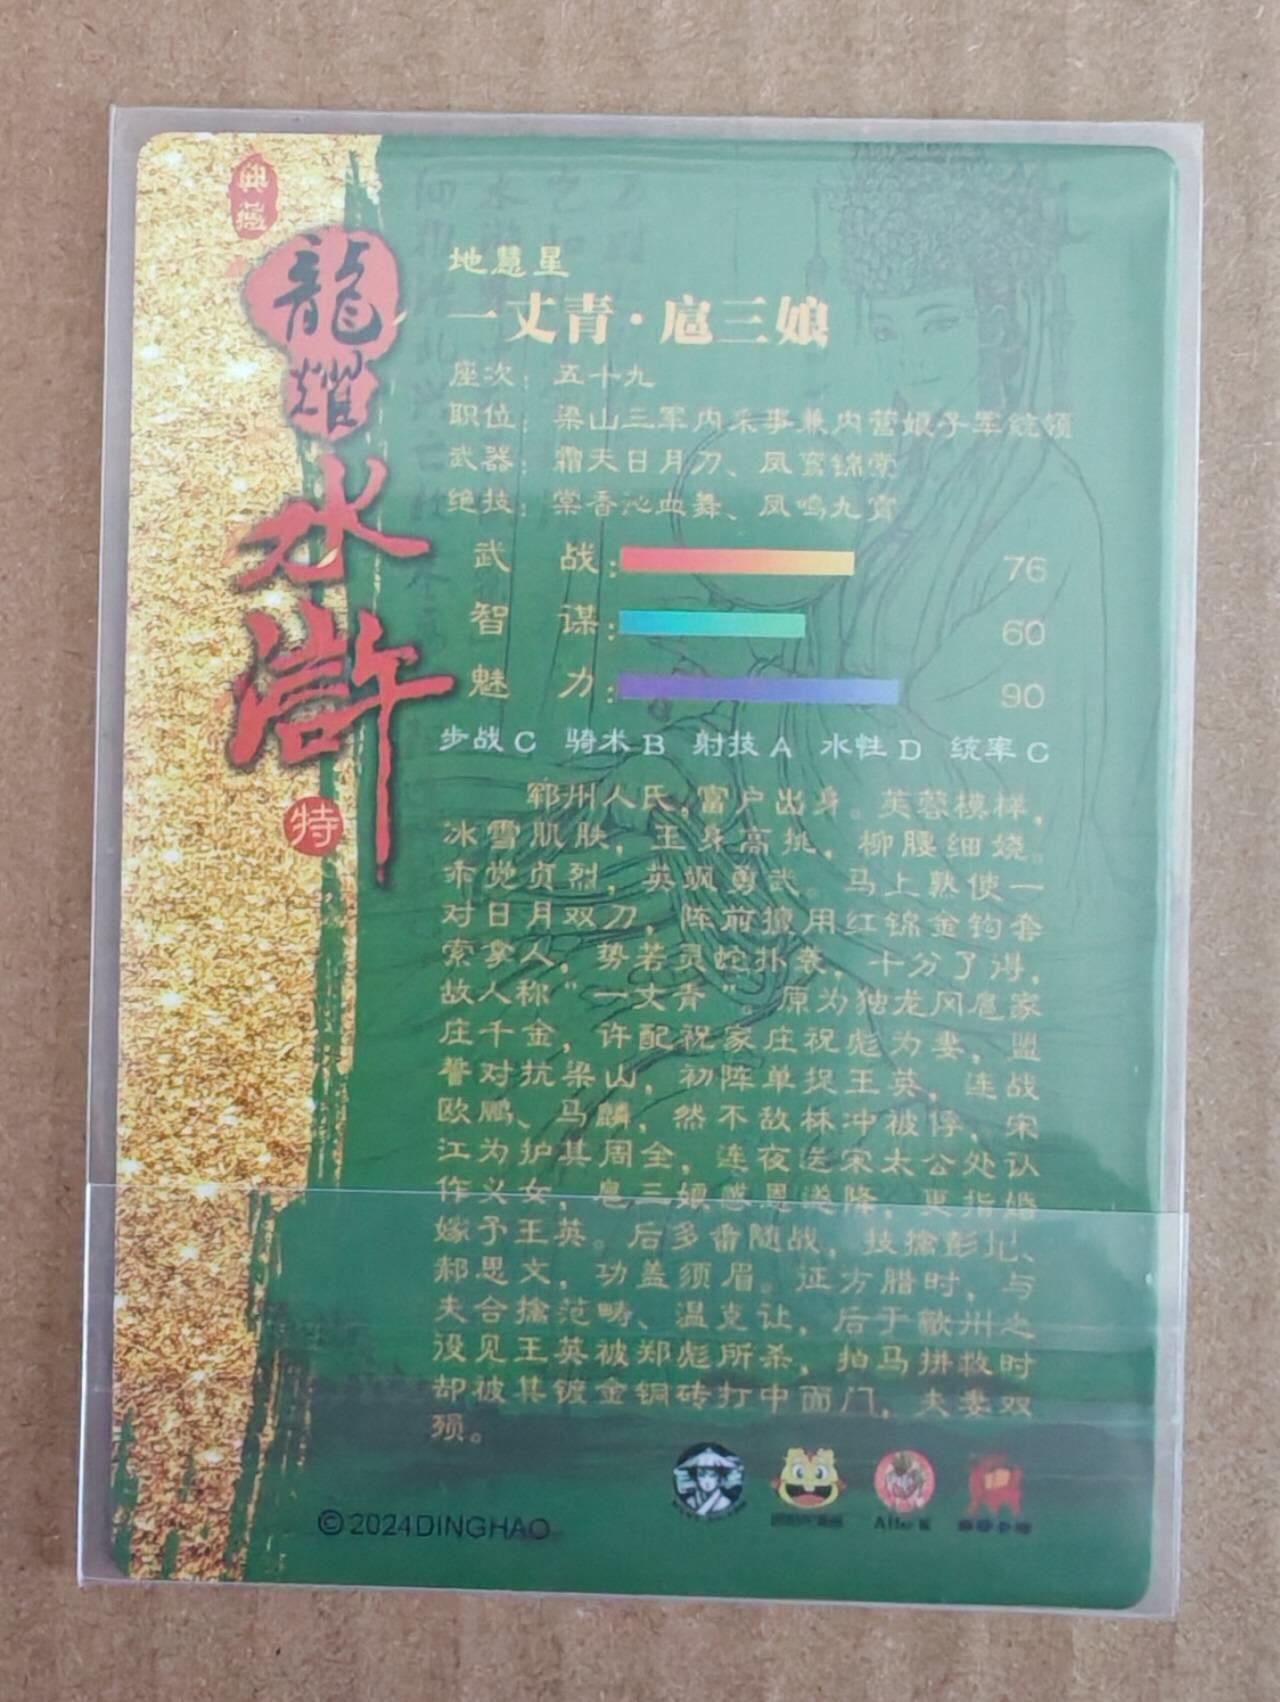 龍耀
水滸
特
地慧星
一丈青·扈三娘
座次：五十九
职位：梁山三军内采事兼内营娘子军统领
武器：霜天日月刀、凤鸾锦裳
绝技：棠香沁血舞、凤鸣九霄
武 战： 76
智 谋： 60
魅 力： 90
步战C 骑术B 射技A 水性D 统率C
郓州人氏，富户出身。芙蓉模样，
冰雪肌肤，玉身高挑，柳腰细娆。
亦觉贞烈，英飒勇武。马上熟使一
对日月双刀，阵前擅用红锦金钩套
索拿人，势若灵蛇扑袭，十分了得，
故人称“一丈青”。原为独龙冈扈家
庄千金，许配祝家庄祝彪为妻，盟
誓对抗梁山，初阵单捉王英，连战
欧鹏、马麟，然不敌林冲被俘，宋
江为护其周全，连夜送宋太公处认
作义女，扈三娘感恩遂降，更指婚
嫁予王英。后多番随战，技擒彭玘、
郝思文，功盖须眉。征方腊时，与
夫合擒范畴、温克让，后于歙州之
没见王英被郑彪所杀，拍马拼救时
却被其镀金铜砖打中面门，夫妻双
殒。
©2024DINGHAO